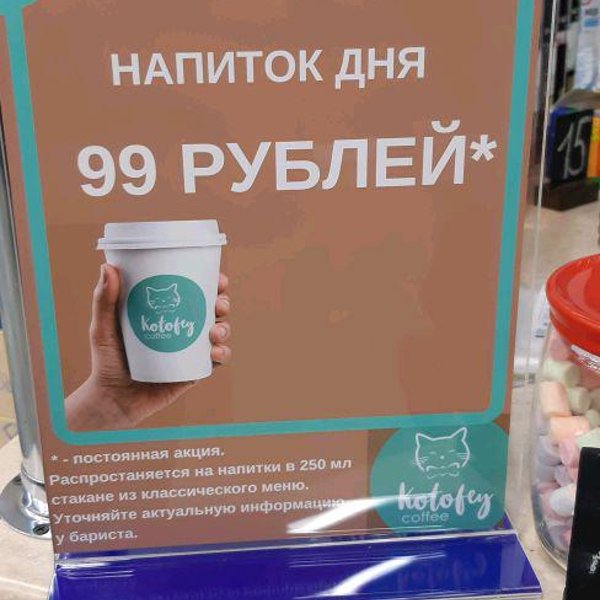 НАПИТОК ДНЯ
99 РУБЛЕЙ*
kotofey
coffee
* - постоянная акция.
Распростаняется на напитки в 250 мл
стакане из классического меню.
Уточняйте актуальную информацию
у бариста.
kotofey
coffee
15